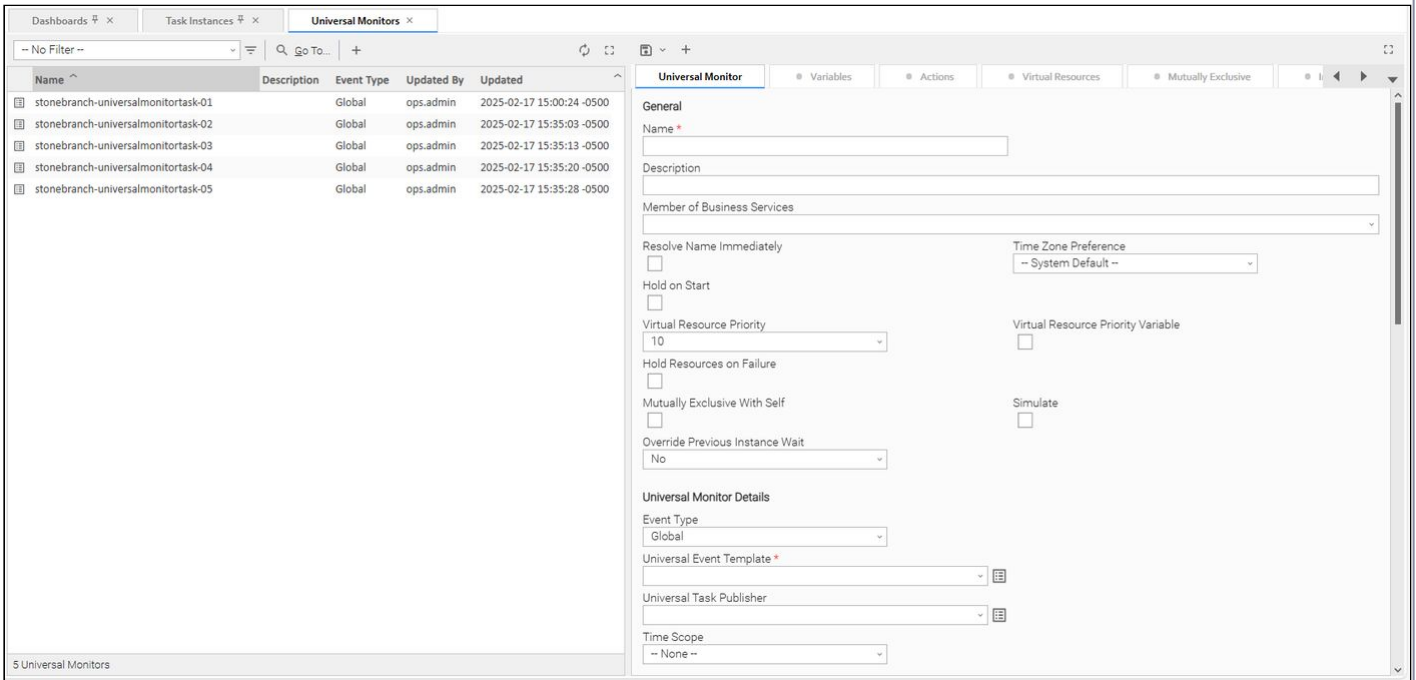 Dashboards
Task Instances
Universal Monitors
-- No Filter --
Go To...
Name Description Event Type Updated By Updated
stonebranch-universalmonitortask-01 Global ops.admin 2025-02-17 15:00:24 -0500
stonebranch-universalmonitortask-02 Global ops.admin 2025-02-17 15:35:03 -0500
stonebranch-universalmonitortask-03 Global ops.admin 2025-02-17 15:35:13 -0500
stonebranch-universalmonitortask-04 Global ops.admin 2025-02-17 15:35:20 -0500
stonebranch-universalmonitortask-05 Global ops.admin 2025-02-17 15:35:28 -0500
5 Universal Monitors
Universal Monitor
Variables
Actions
Virtual Resources
Mutually Exclusive
General
Name *
Description
Member of Business Services
Resolve Name Immediately
Time Zone Preference
-- System Default --
Hold on Start
Virtual Resource Priority
10
Virtual Resource Priority Variable
Hold Resources on Failure
Mutually Exclusive With Self
Simulate
Override Previous Instance Wait
No
Universal Monitor Details
Event Type
Global
Universal Event Template *
Universal Task Publisher
Time Scope
-- None --